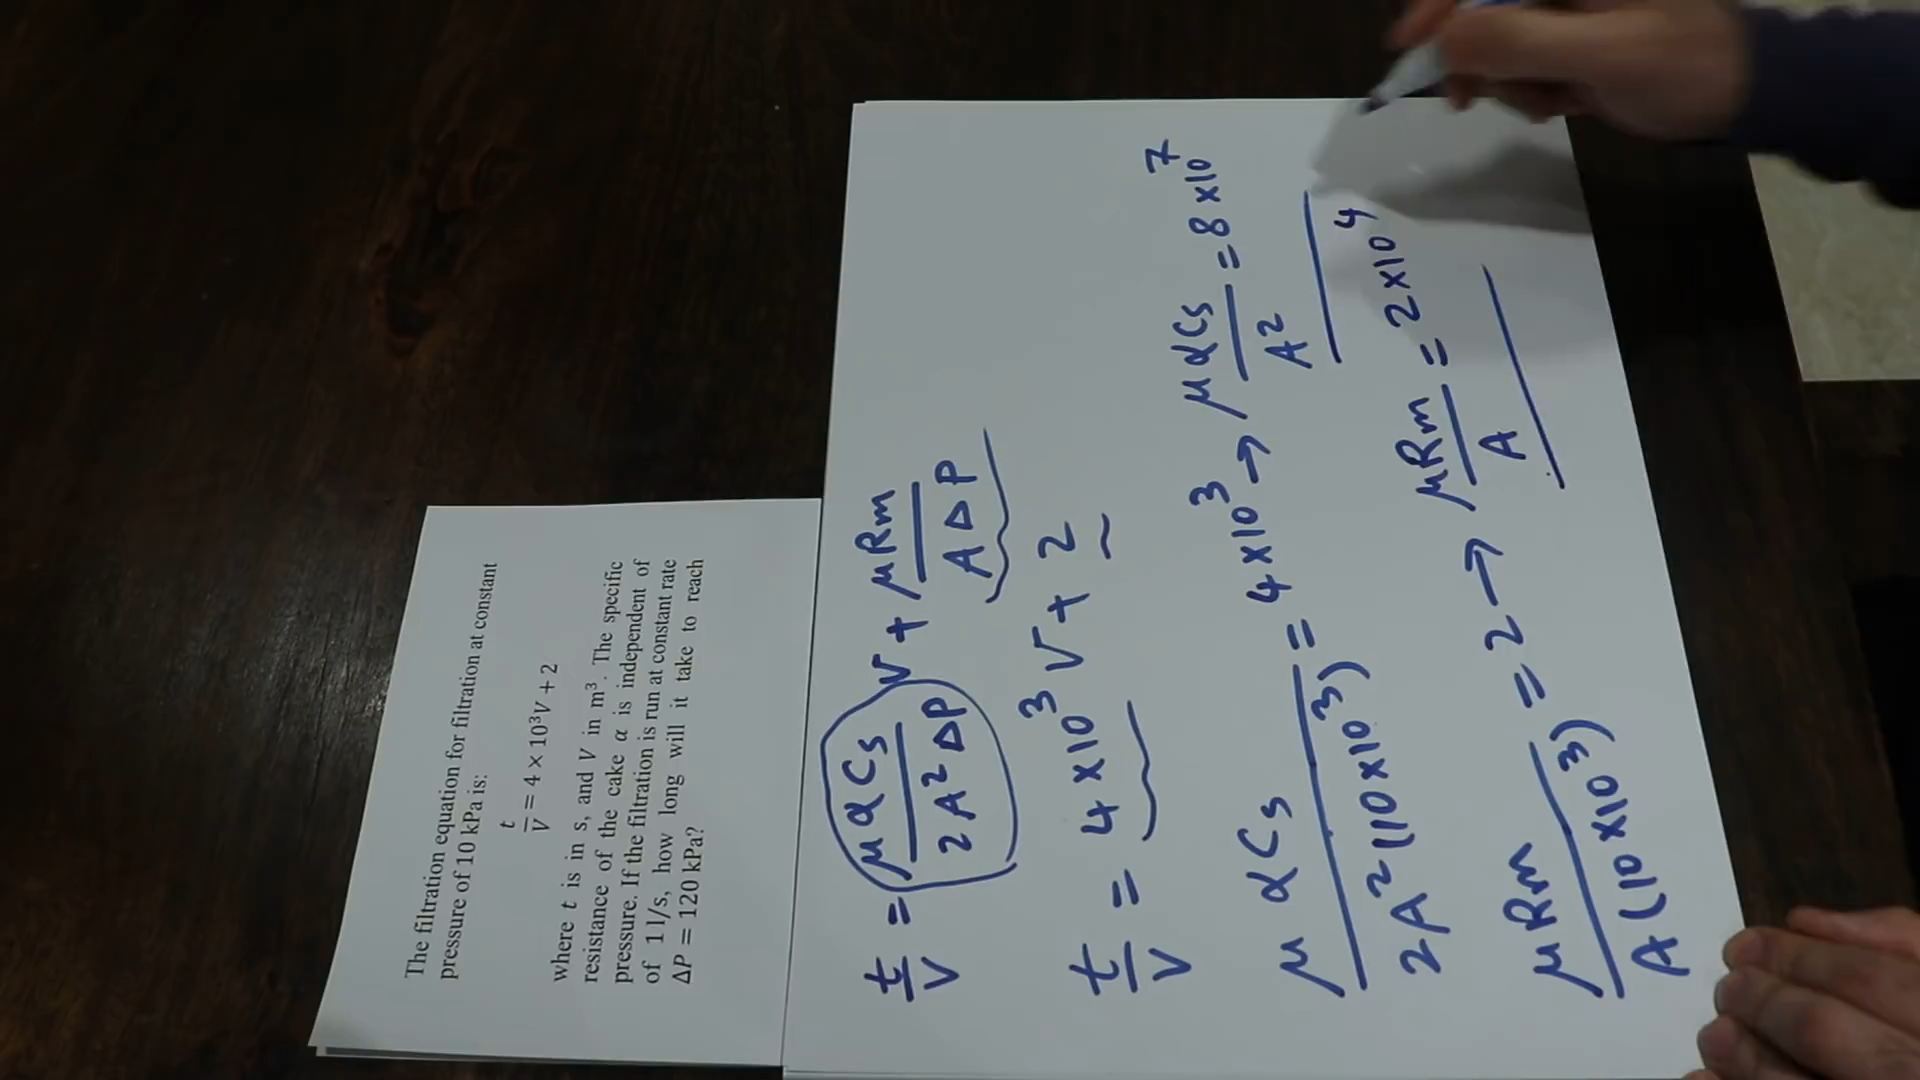 The filtration equation for filtration at constant
pressure of 10 kPa is:
t/V = 4 × 10³V + 2
where t is in s, and V in m³. The specific
resistance of the cake α is independent of
pressure. If the filtration is run at constant rate
of 1 l/s, how long will it take to reach
ΔP = 120 kPa?
t/V = μαCs/2A²ΔP V + μRm/AΔP
t/V = 4×10³ V + 2
μαCs/2A²(10×10³) = 4×10³ → μαCs/A² = 8×10⁷
μRm/A(10×10³) = 2 → μRm/A = 2×10⁴